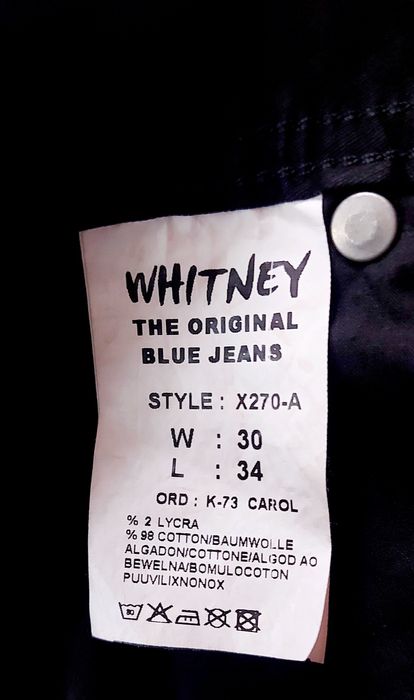 WHITNEY
THE ORIGINAL
BLUE JEANS
STYLE : X270-A
W : 30
L : 34
ORD : K-73 CAROL
% 2 LYCRA
% 98 COTTON/BAUMWOLLE
ALGADON/COTTONE/ALGOD AO
BEWELNA/BOMULOCOTON
PUUVILIXNONOX